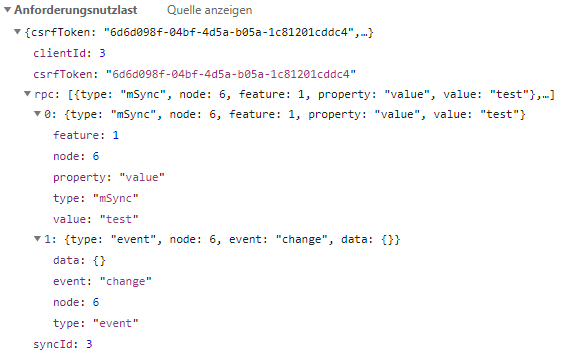 Anforderungsnutzlast Quelle anzeigen
{csrfToken: "6d6d098f-04bf-4d5a-b05a-1c81201cddc4",…}
clientId: 3
csrfToken: "6d6d098f-04bf-4d5a-b05a-1c81201cddc4"
rpc: [{type: "mSync", node: 6, feature: 1, property: "value", value: "test"},…]
0: {type: "mSync", node: 6, feature: 1, property: "value", value: "test"}
feature: 1
node: 6
property: "value"
type: "mSync"
value: "test"
1: {type: "event", node: 6, event: "change", data: {}}
data: {}
event: "change"
node: 6
type: "event"
syncId: 3